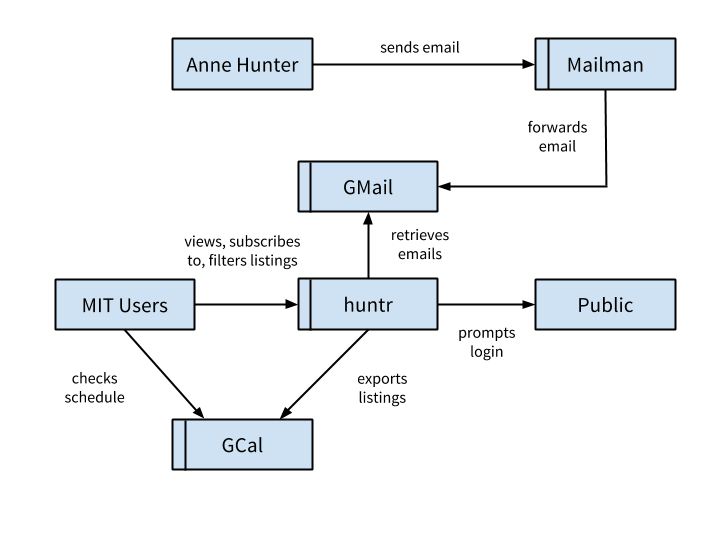 sends email
Anne Hunter
Mailman
forwards
email
GMail
views, subscribes
to, filters listings
retrieves
emails
MIT Users
huntr
Public
prompts
login
checks
schedule
exports
listings
GCal